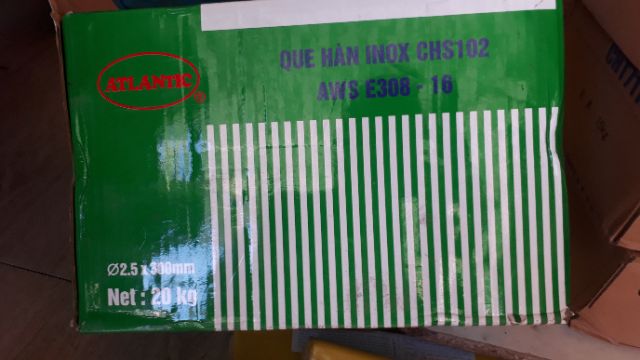 ATLANTIC
®
QUE HÀN INOX CHS102
AWS E308 - 16
Ø2.5 x 300mm
Net : 20 kg